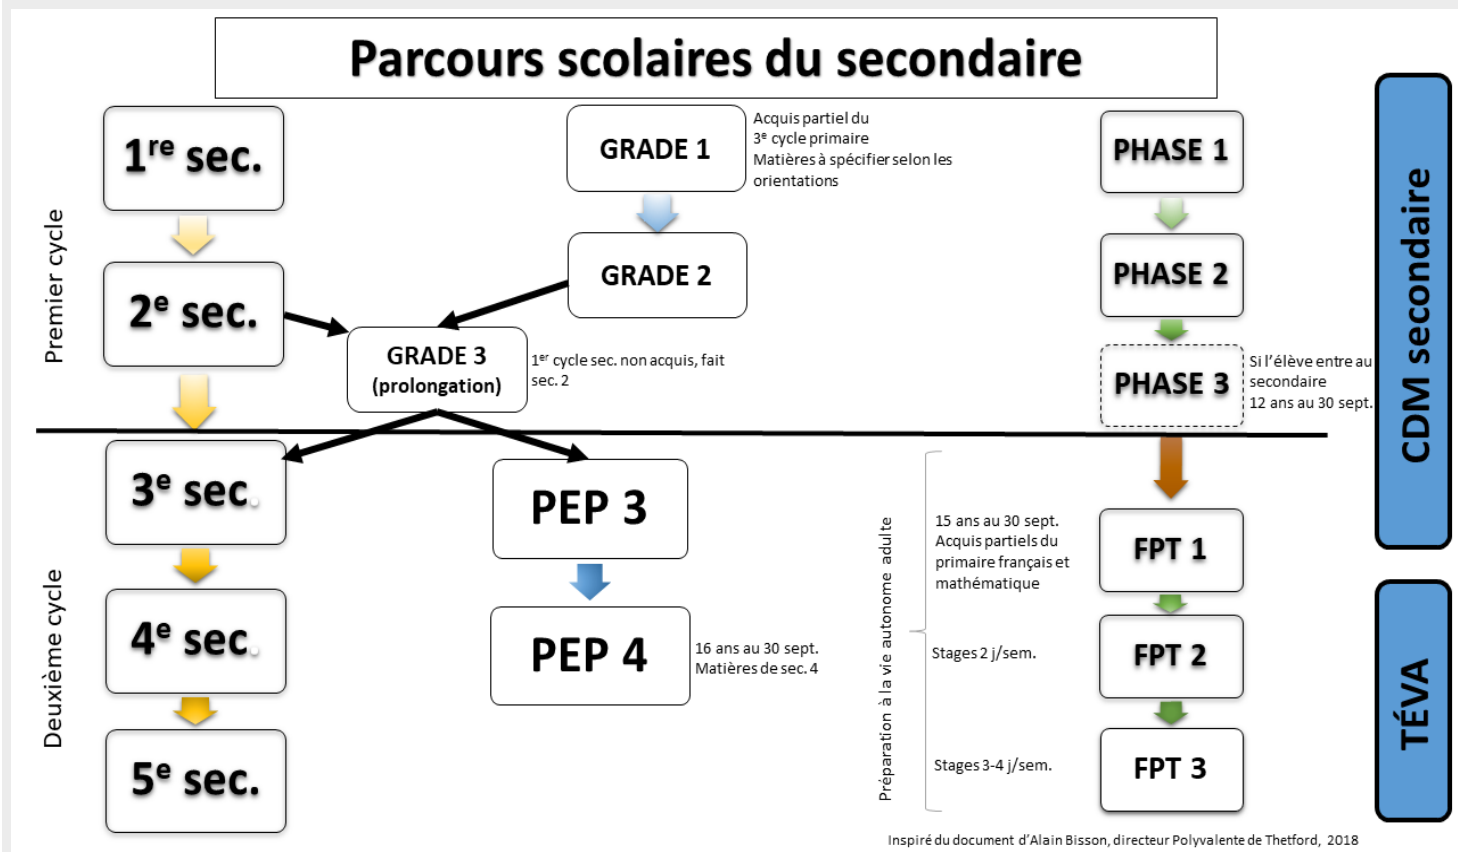 Parcours scolaires du secondaire
Premier cycle
1re sec.
2e sec.
GRADE 1
Acquis partiel du
3e cycle primaire
Matières à spécifier selon les
orientations
GRADE 2
GRADE 3
(prolongation)
1er cycle sec. non acquis, fait
sec. 2
PHASE 1
PHASE 2
PHASE 3
Si l'élève entre au
secondaire
12 ans au 30 sept.
CDM secondaire
Deuxième cycle
3e sec.
4e sec.
5e sec.
PEP 3
PEP 4
16 ans au 30 sept.
Matières de sec. 4
Préparation à la vie autonome adulte
15 ans au 30 sept.
Acquis partiels du
primaire français et
mathématique
Stages 2 j/sem.
Stages 3-4 j/sem.
FPT 1
FPT 2
FPT 3
TÉVA
Inspiré du document d'Alain Bisson, directeur Polyvalente de Thetford, 2018